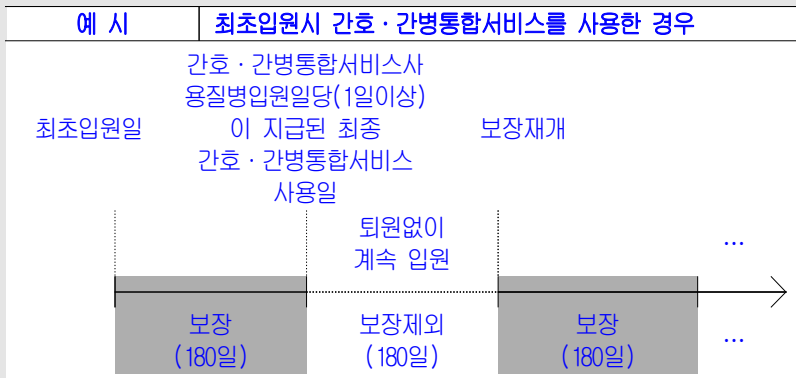 예 시
최초입원시 간호ㆍ간병통합서비스를 사용한 경우
최초입원일
간호ㆍ간병통합서비스사
용질병입원일당(1일이상)
이 지급된 최종
간호ㆍ간병통합서비스
사용일
보장재개
퇴원없이
계속 입원
...
보장
(180일)
보장제외
(180일)
보장
(180일)
...